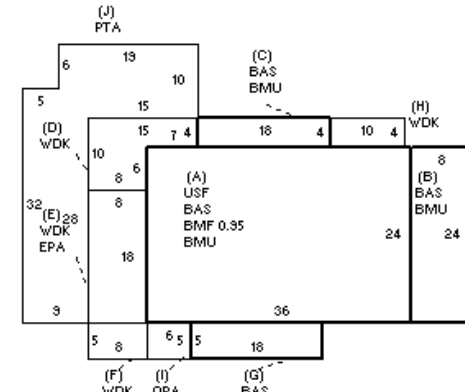 (J)
PTA
19
6
10
5
15
(C)
BAS
BMU
(H)
WDK
(D)
WDK
15
7 4
18
4
10
4
10
6
8
8
(A)
USF
BAS
BMF 0.95
BMU
8
(B)
BAS
BMU
32
(E) 28
WDK
EPA
18
24
24
9
36
5
8
6 5
5
18
(F)
WDK
(I)
OPA
(G)
BAS